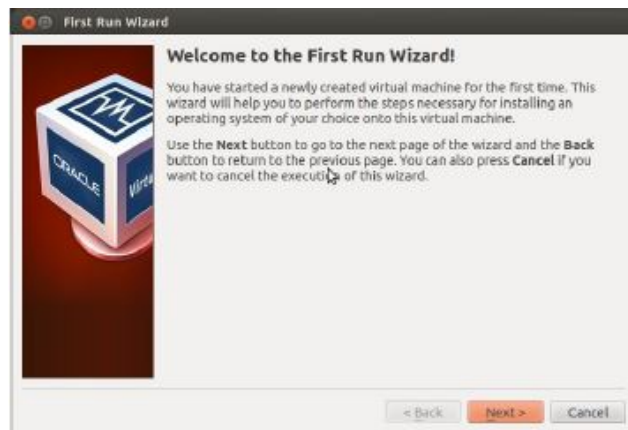 First Run Wizard
Welcome to the First Run Wizard!
You have started a newly created virtual machine for the first time. This
wizard will help you to perform the steps necessary for installing an
operating system of your choice onto this virtual machine.
Use the Next button to go to the next page of the wizard and the Back
button to return to the previous page. You can also press Cancel if you
want to cancel the execution of this wizard.
ORACLE
Virtu
< Back
Next >
Cancel